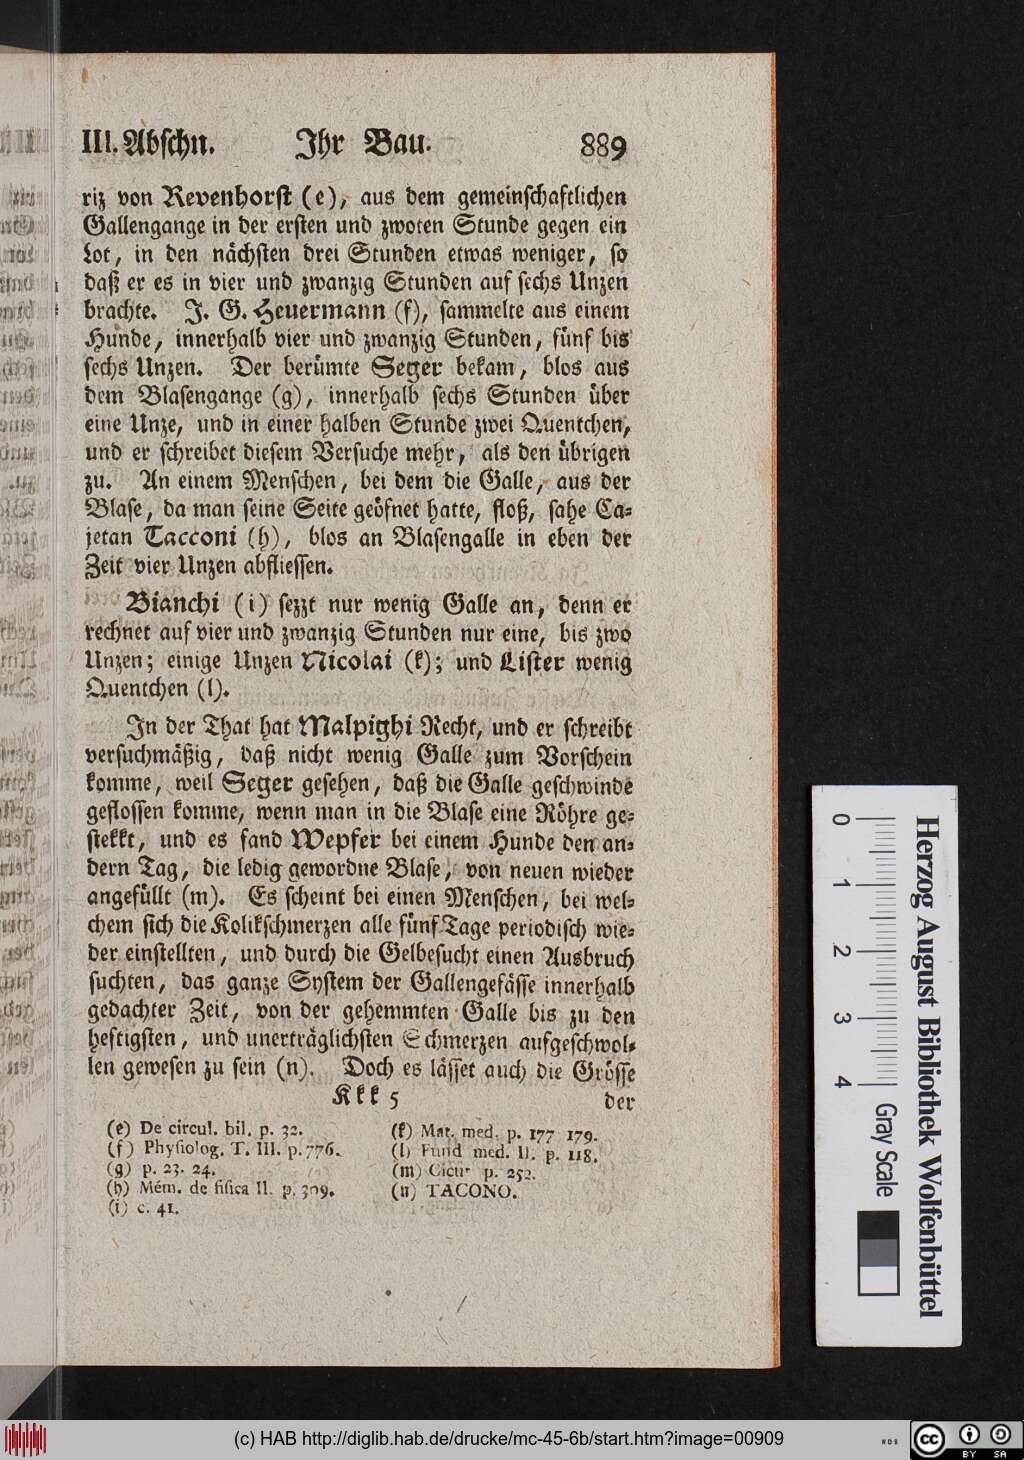 III. Abschn. Ihr Bau. 889
riz von Revenhorst (e), aus dem gemeinschaftlichen
Gallengange in der ersten und zwoten Stunde gegen ein
Lot, in den nächsten drei Stunden etwas weniger, so
daß er es in vier und zwanzig Stunden auf sechs Unzen
brachte. J. G. Heuermann (f), sammelte aus einem
Hunde, innerhalb vier und zwanzig Stunden, fünf bis
sechs Unzen. Der berümte Seger bekam, blos aus
dem Blasengange (g), innerhalb sechs Stunden über
eine Unze, und in einer halben Stunde zwei Quentchen,
und er schreibet diesem Versuche mehr, als den übrigen
zu. An einem Menschen, bei dem die Galle, aus der
Blase, da man seine Seite geöfnet hatte, floß, sahe Ca-
jetan Tacconi (h), blos an Blasengalle in eben der
Zeit vier Unzen abfliessen.
Bianchi (i) sezzt nur wenig Galle an, denn er
rechnet auf vier und zwanzig Stunden nur eine, bis zwo
Unzen; einige Unzen Nicolai (k); und Lister wenig
Quentchen (l).
In der That hat Malpighi Recht, und er schreibt
versuchmäßig, daß nicht wenig Galle zum Vorschein
komme, weil Seger gesehen, daß die Galle geschwinde
geflossen komme, wenn man in die Blase eine Röhre ge-
stekkt, und es fand Wepfer bei einem Hunde den an-
dern Tag, die ledig gewordne Blase, von neuen wieder
angefüllt (m). Es scheint bei einen Menschen, bei wel-
chem sich die Kolikschmerzen alle fünf Tage periodisch wie-
der einstellten, und durch die Gelbesucht einen Ausbruch
suchten, das ganze System der Gallengefässe innerhalb
gedachter Zeit, von der gehemmten Galle bis zu den
heftigsten, und unerträglichsten Schmerzen aufgeschwol-
len gewesen zu sein (n). Doch es lässet auch die Grösse
Kkk 5 der
(e) De circul. bil. p. 32.
(f) Physiolog. T. III. p. 776.
(g) p. 23. 24.
(h) Mém. de fisica II. p. 309.
(i) c. 41.
(k) Mat. med. p. 177 179.
(l) Fund med. II. p. 118.
(m) Cicut p. 252.
(n) TACONO.
0 1 2 3 4
Gray Scale
Herzog August Bibliothek Wolfenbüttel
(c) HAB http://diglib.hab.de/drucke/mc-45-6b/start.htm?image=00909
WDB
cc BY SA